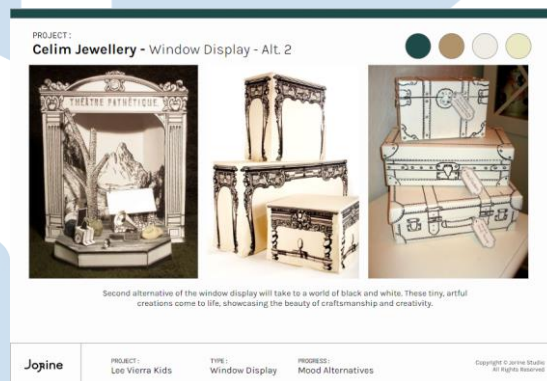 PROJECT:
Celim Jewellery - Window Display - Alt. 2
THÉÂTRE PATHÉTIQUE
Second alternative of the window display will take to a world of black and white. These tiny, artful
creations come to life, showcasing the beauty of craftsmanship and creativity.
Jorine
PROJECT:
Lee Vierra Kids
TYPE:
Window Display
PROGRESS:
Mood Alternatives
Copyright © Jorine Studio
All Rights Reserved